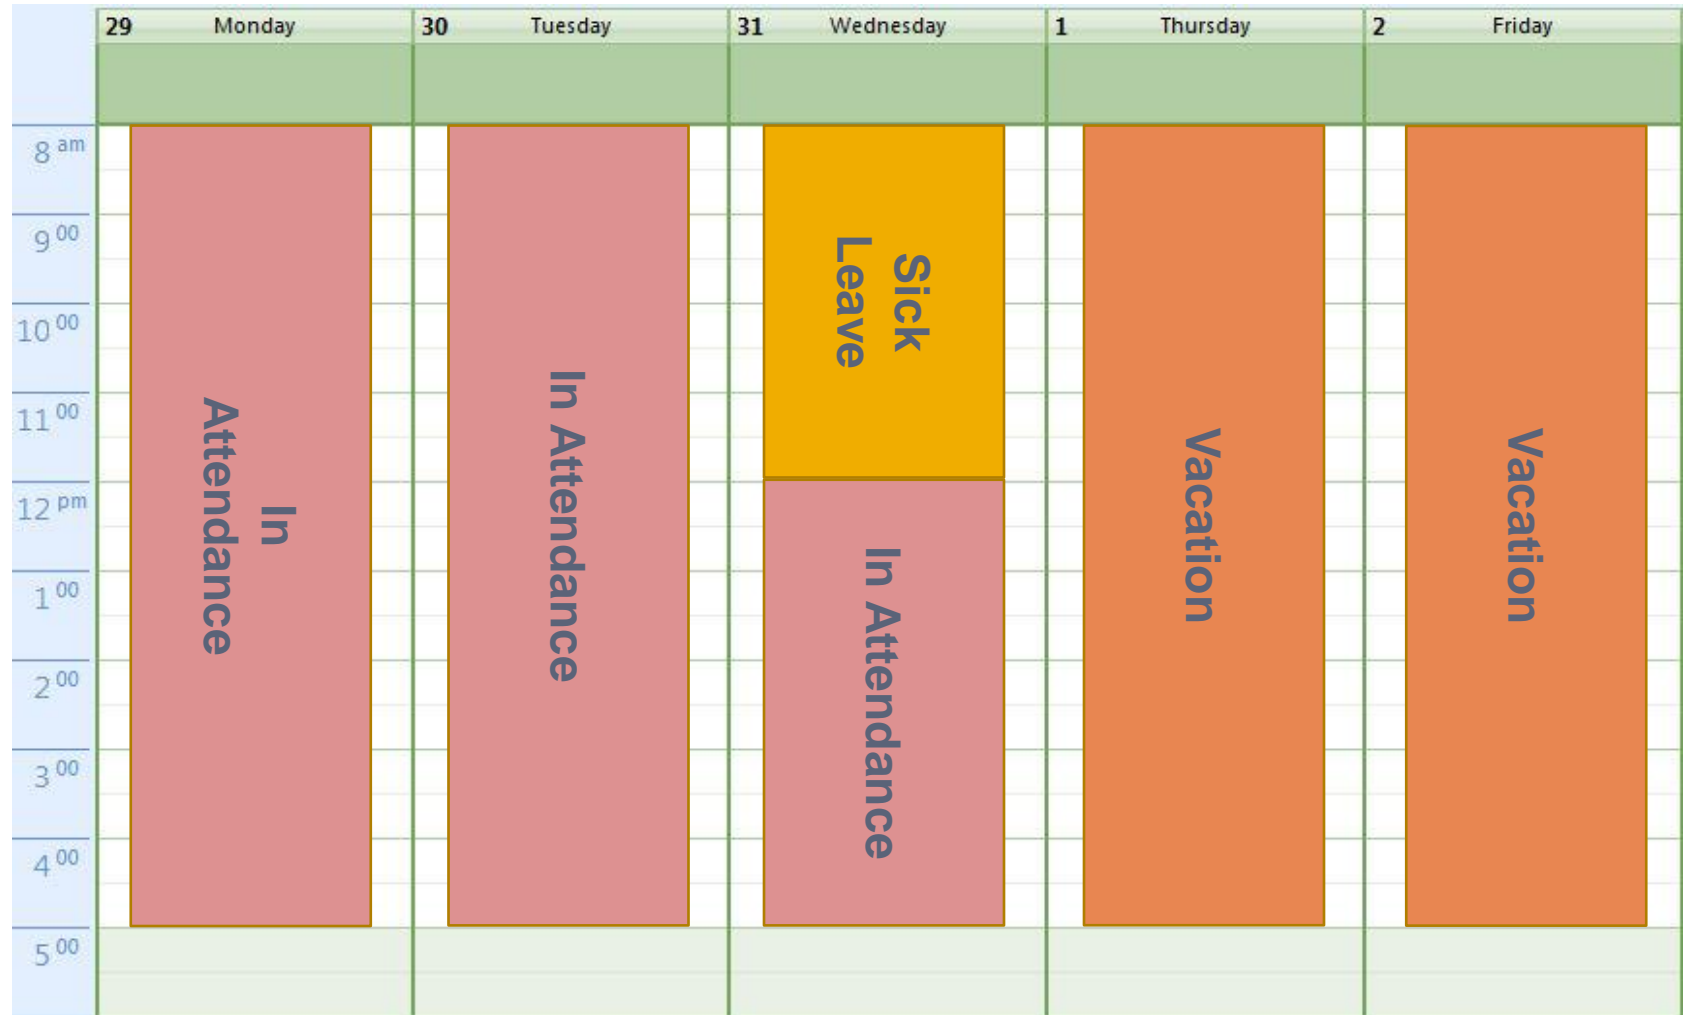 29 Monday 30 Tuesday 31 Wednesday 1 Thursday 2 Friday
8 am
9 00
10 00
11 00
12 pm
1 00
2 00
3 00
4 00
5 00
In
Attendance
In Attendance
Sick
Leave
In Attendance
Vacation
Vacation